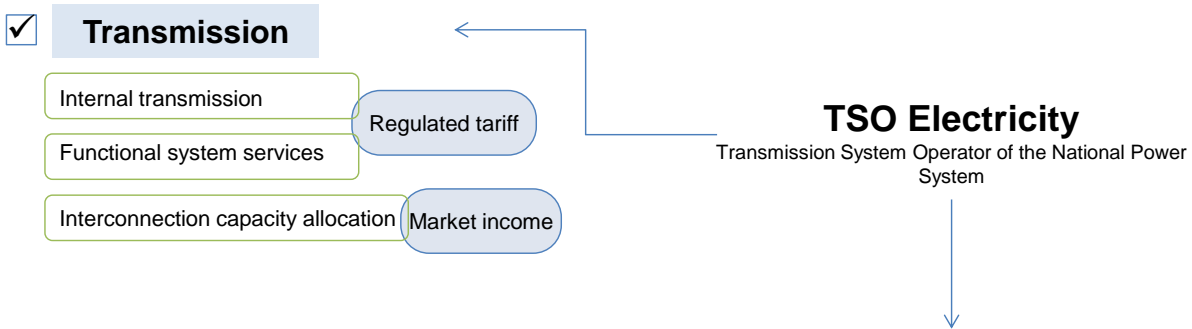 Transmission
Internal transmission
Regulated tariff
Functional system services
Interconnection capacity allocation
Market income
TSO Electricity
Transmission System Operator of the National Power
System